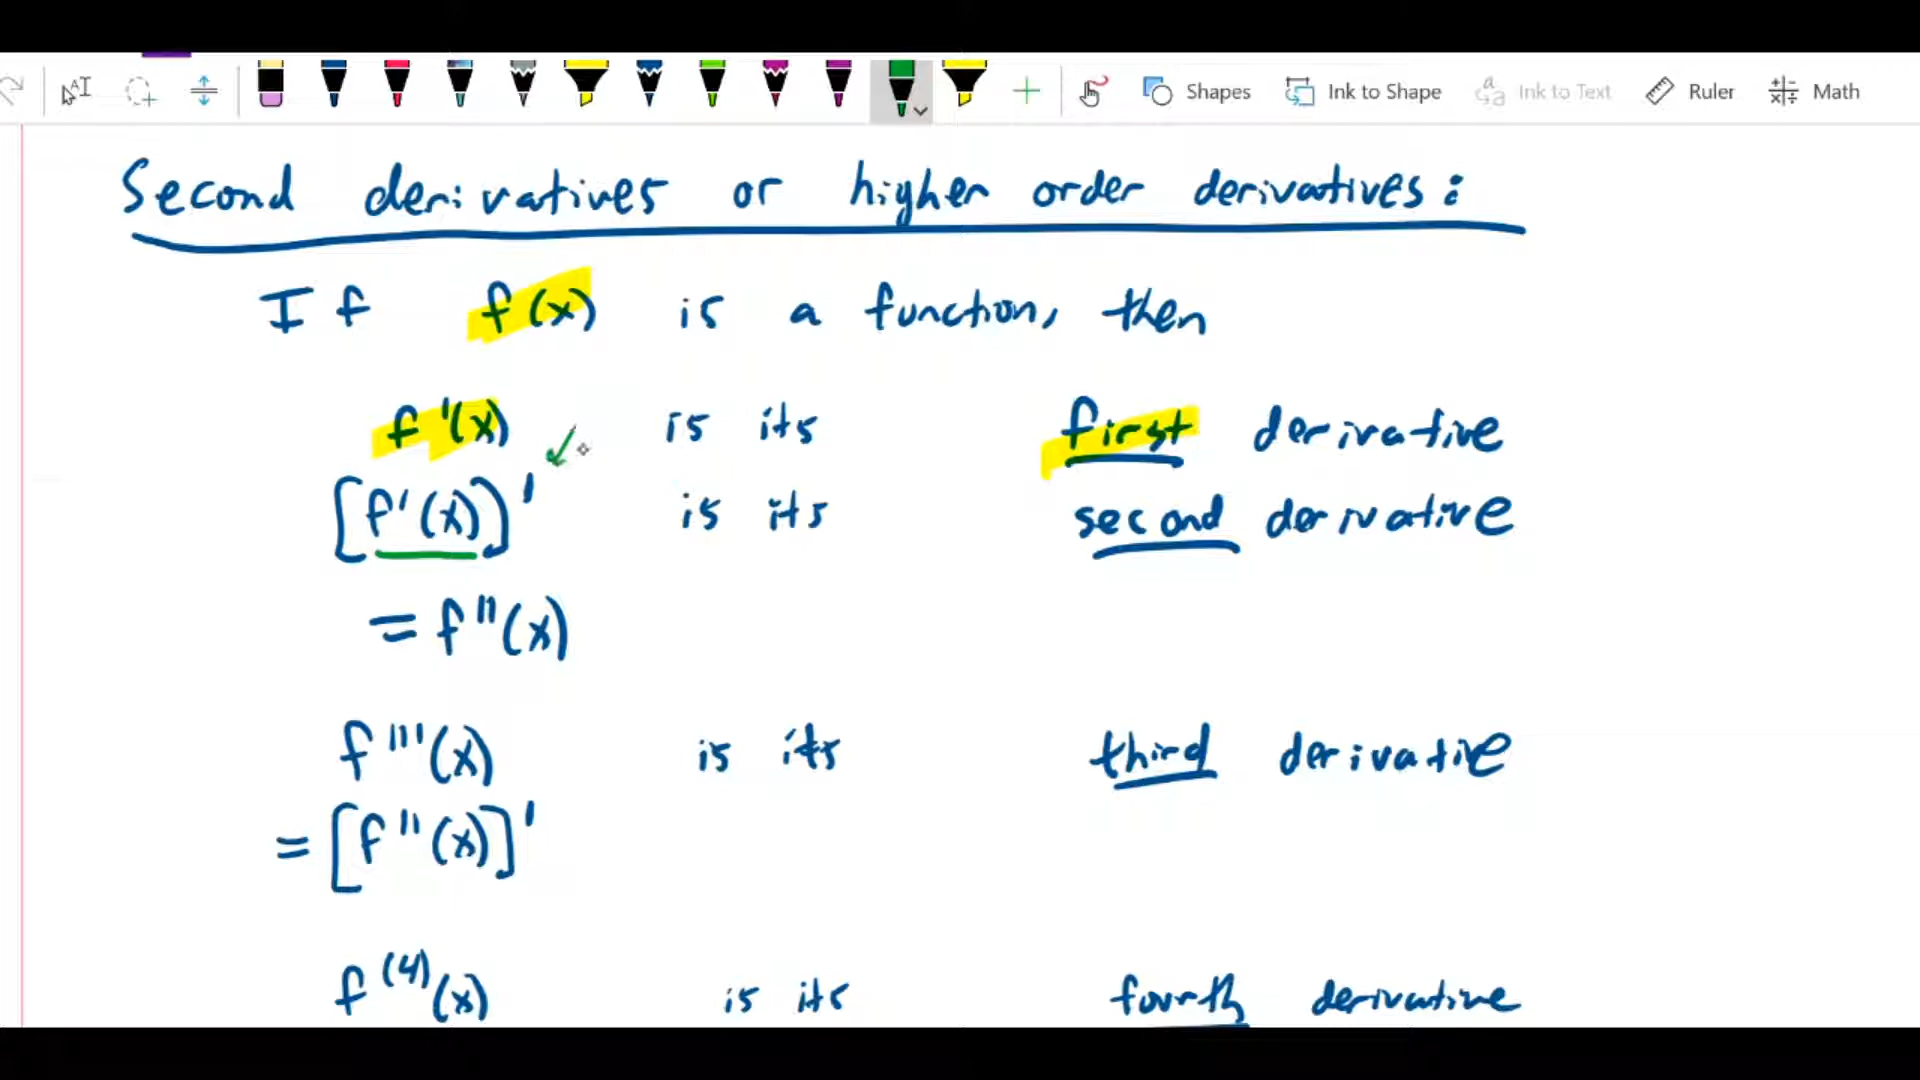 Shapes Ink to Shape Ink to Text Ruler Math
Second derivatives or higher order derivatives:
If f(x) is a function, then
f'(x) is its first derivative
[f'(x)]' is its second derivative
= f''(x)
f'''(x) is its third derivative
= [f''(x)]'
f^(4)(x) is its fourth derivative